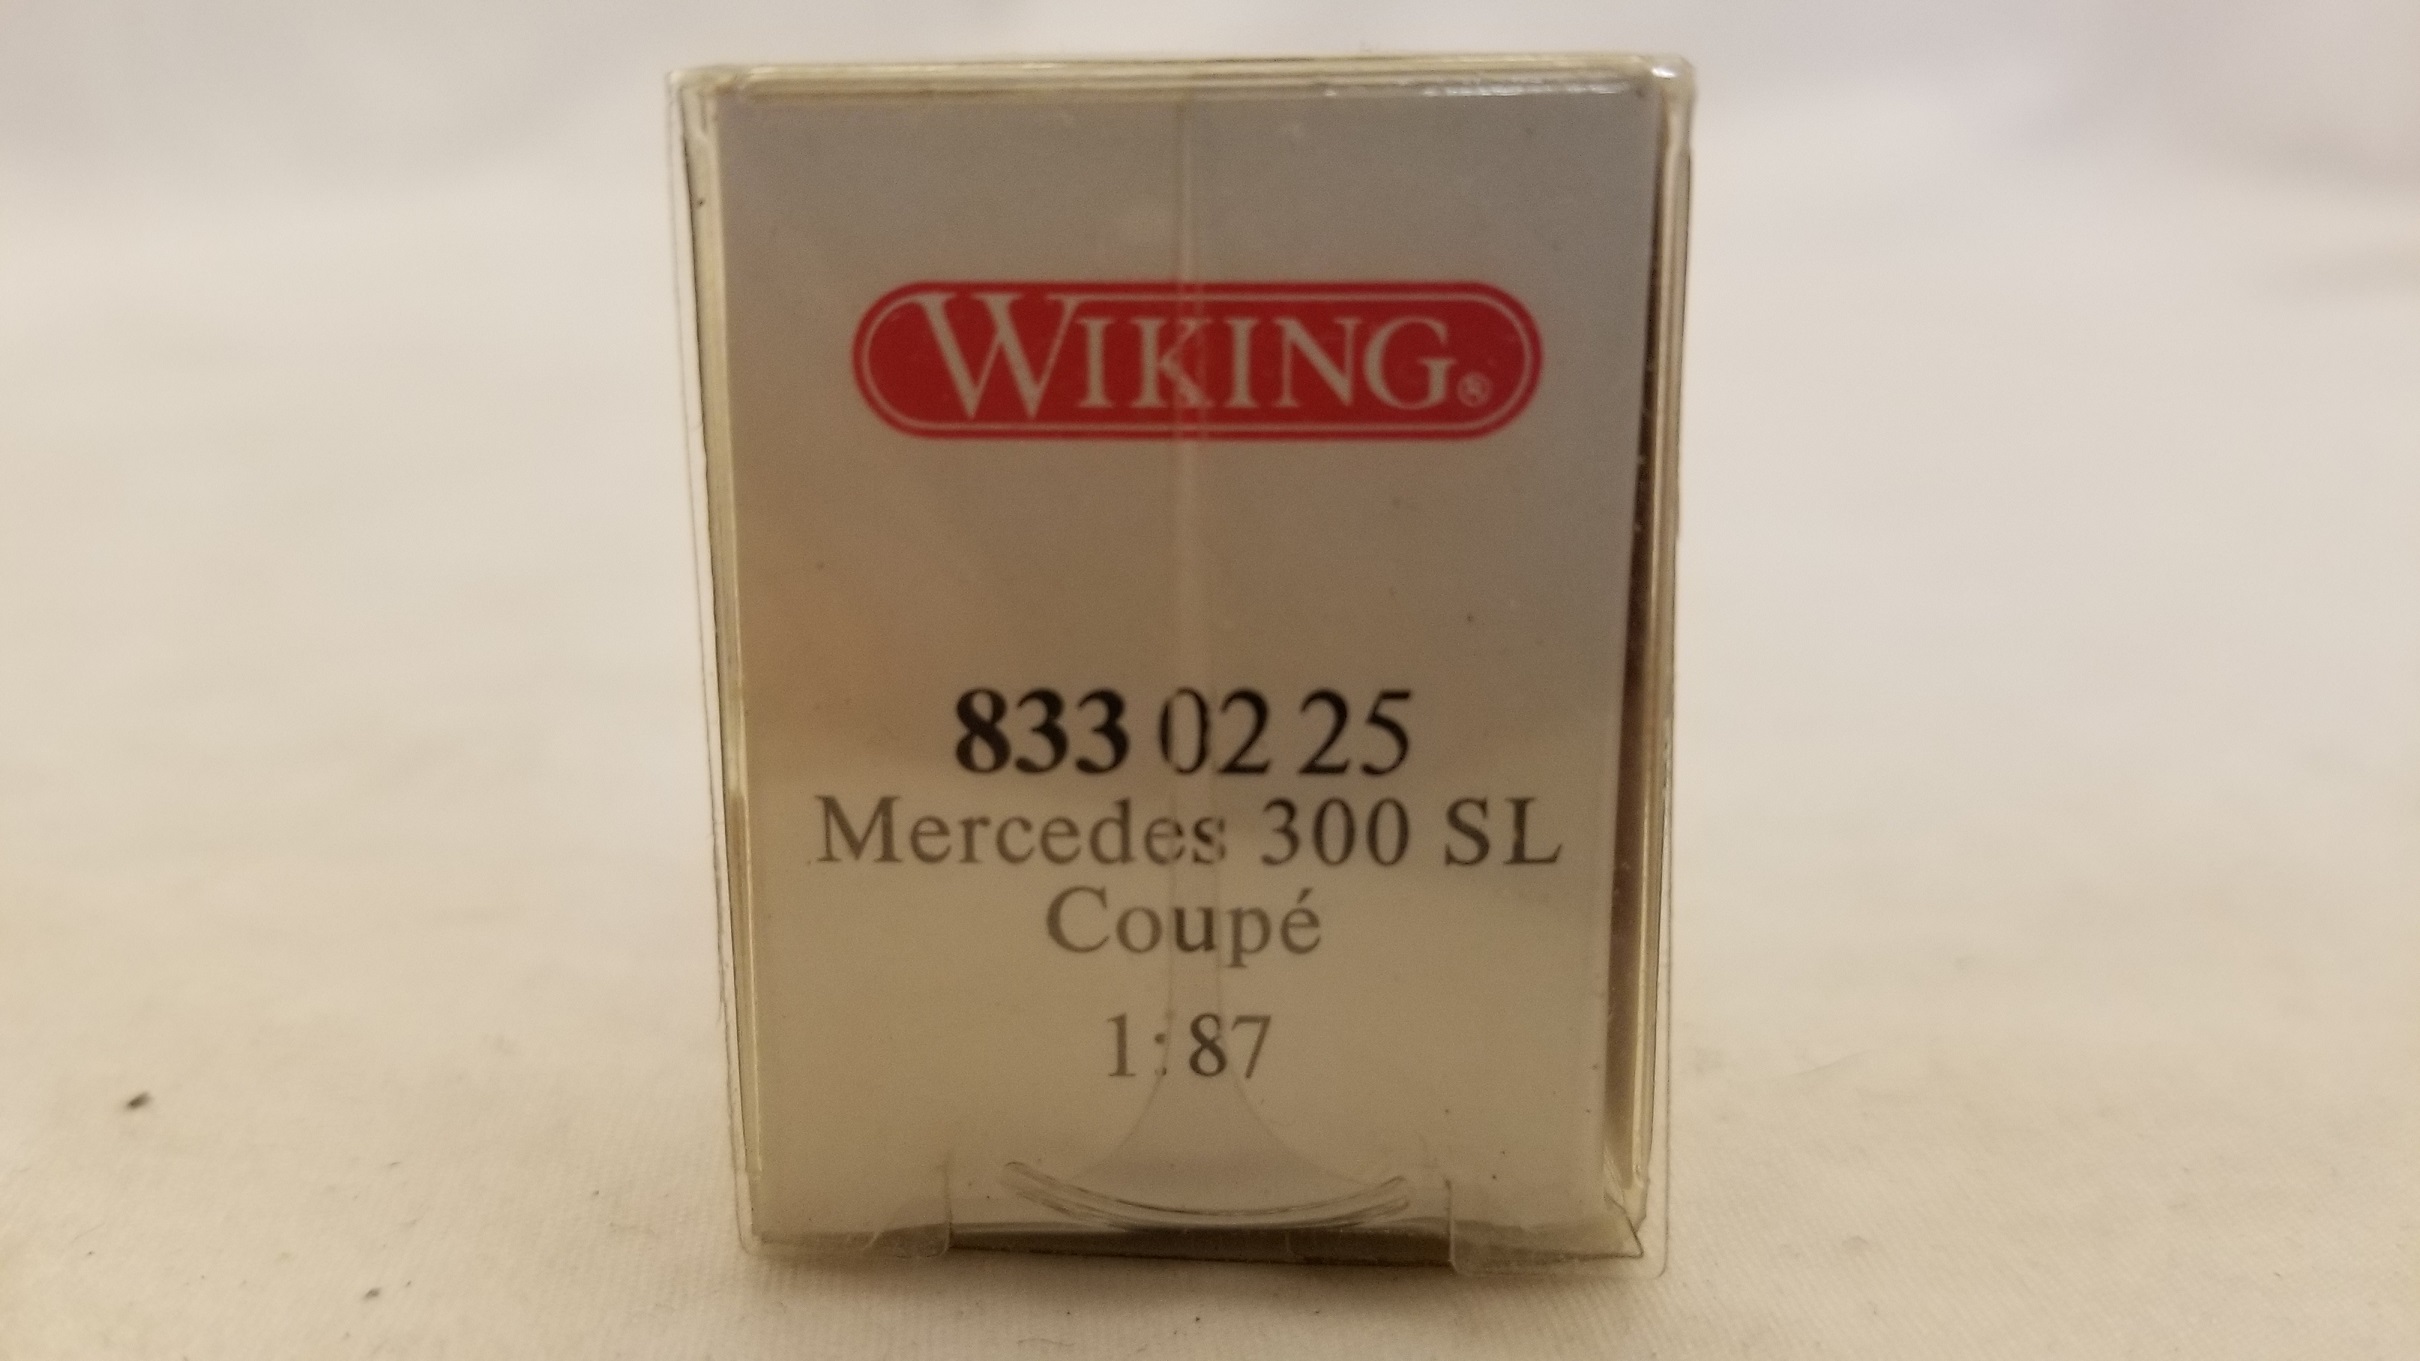 WIKING®
833 02 25
Mercedes 300 SL
Coupé
1:87